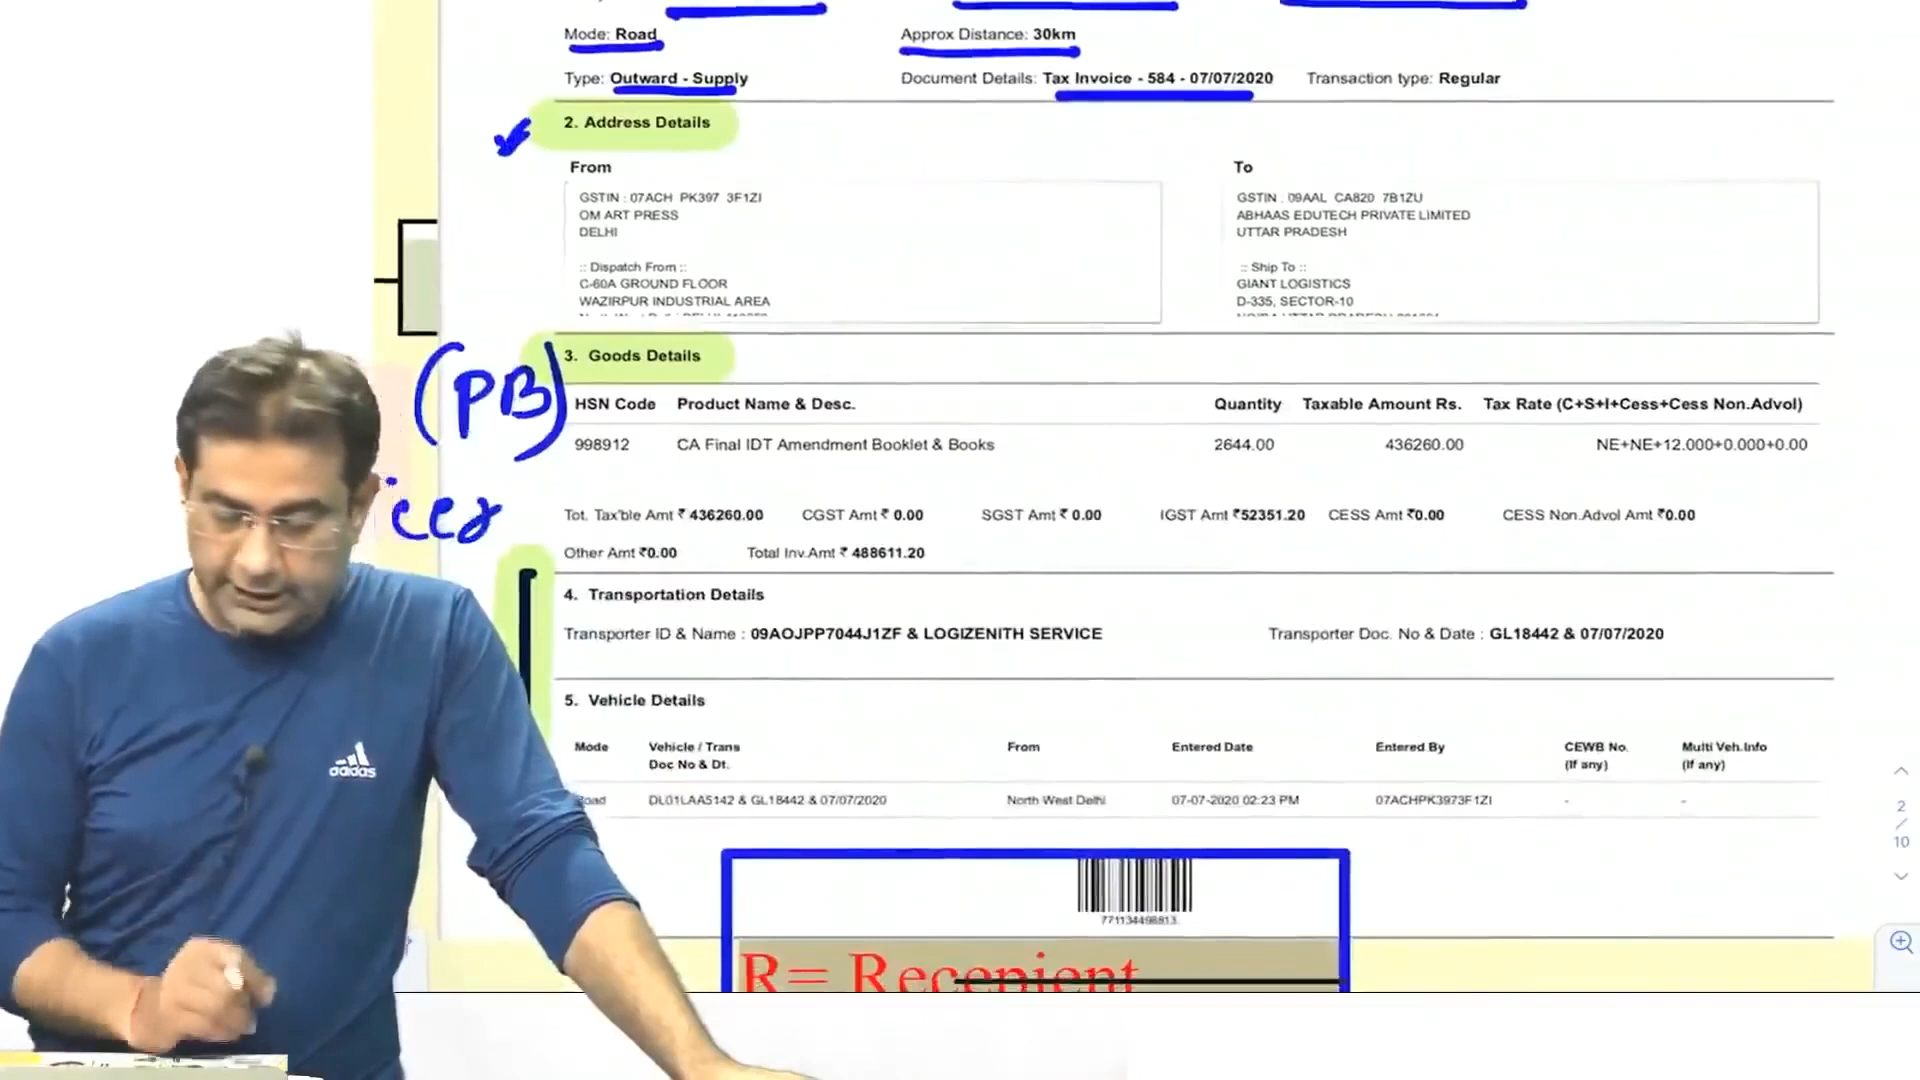 Mode: Road Approx Distance: 30km
Type: Outward - Supply Document Details: Tax Invoice - 584 - 07/07/2020 Transaction type: Regular
2. Address Details
From
GSTIN : 07ACH PK397 3F1ZI
OM ART PRESS
DELHI
:: Dispatch From ::
C-60A GROUND FLOOR
WAZIRPUR INDUSTRIAL AREA
To
GSTIN : 09AAL CA820 7B1ZU
ABHAAS EDUTECH PRIVATE LIMITED
UTTAR PRADESH
:: Ship To ::
GIANT LOGISTICS
D-335, SECTOR-10
(PB)
3. Goods Details
HSN Code Product Name & Desc. Quantity Taxable Amount Rs. Tax Rate (C+S+I+Cess+Cess Non.Advol)
998912 CA Final IDT Amendment Booklet & Books 2644.00 436260.00 NE+NE+12.000+0.000+0.00
Tot. Tax'ble Amt ₹ 436260.00 CGST Amt ₹ 0.00 SGST Amt ₹ 0.00 IGST Amt ₹52351.20 CESS Amt ₹0.00 CESS Non.Advol Amt ₹0.00
Other Amt ₹0.00 Total Inv.Amt ₹ 488611.20
4. Transportation Details
Transporter ID & Name : 09AOJPP7044J1ZF & LOGIZENITH SERVICE Transporter Doc. No & Date : GL18442 & 07/07/2020
5. Vehicle Details
Mode Vehicle / Trans Doc No & Dt. From Entered Date Entered By CEWB No. (If any) Multi Veh.Info (If any)
Road DL01LAA5142 & GL18442 & 07/07/2020 North West Delhi 07-07-2020 02:23 PM 07ACHPK3973F1ZI - -
771134498813
R= Recepient
adidas
2
/
10